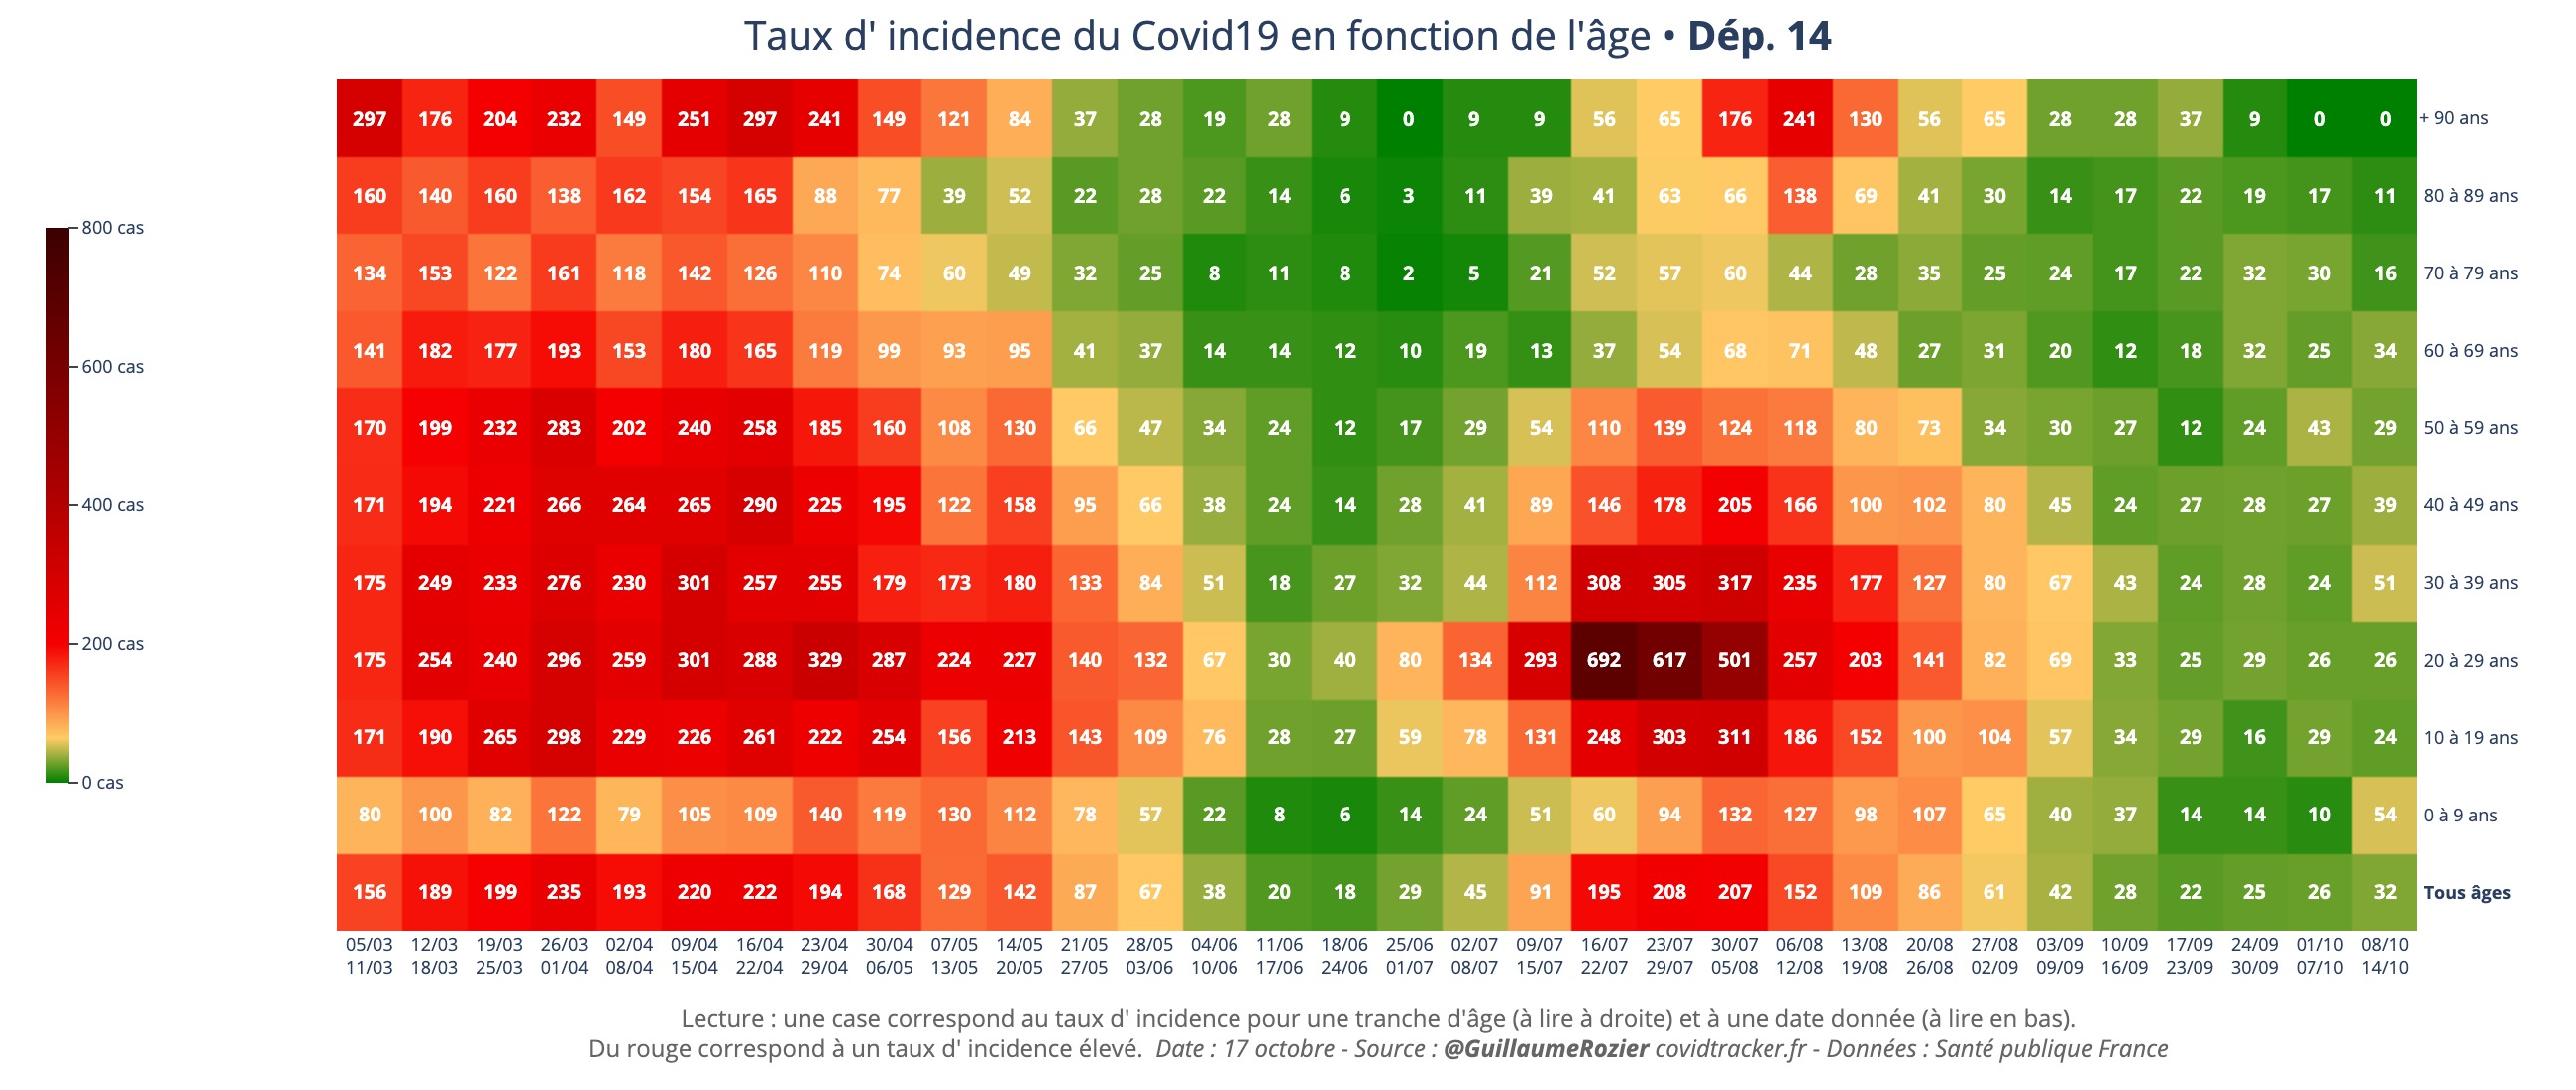 Taux d' incidence du Covid19 en fonction de l'âge • Dép. 14
800 cas
600 cas
400 cas
200 cas
0 cas
297 176 204 232 149 251 297 241 149 121 84 37 28 19 28 9 0 9 9 56 65 176 241 130 56 65 28 28 37 9 0 0 + 90 ans
160 140 160 138 162 154 165 88 77 39 52 22 28 22 14 6 3 11 39 41 63 66 138 69 41 30 14 17 22 19 17 11 80 à 89 ans
134 153 122 161 118 142 126 110 74 60 49 32 25 8 11 8 2 5 21 52 57 60 44 28 35 25 24 17 22 32 30 16 70 à 79 ans
141 182 177 193 153 180 165 119 99 93 95 41 37 14 14 12 10 19 13 37 54 68 71 48 27 31 20 12 18 32 25 34 60 à 69 ans
170 199 232 283 202 240 258 185 160 108 130 66 47 34 24 12 17 29 54 110 139 124 118 80 73 34 30 27 12 24 43 29 50 à 59 ans
171 194 221 266 264 265 290 225 195 122 158 95 66 38 24 14 28 41 89 146 178 205 166 100 102 80 45 24 27 28 27 39 40 à 49 ans
175 249 233 276 230 301 257 255 179 173 180 133 84 51 18 27 32 44 112 308 305 317 235 177 127 80 67 43 24 28 24 51 30 à 39 ans
175 254 240 296 259 301 288 329 287 224 227 140 132 67 30 40 80 134 293 692 617 501 257 203 141 82 69 33 25 29 26 26 20 à 29 ans
171 190 265 298 229 226 261 222 254 156 213 143 109 76 28 27 59 78 131 248 303 311 186 152 100 104 57 34 29 16 29 24 10 à 19 ans
80 100 82 122 79 105 109 140 119 130 112 78 57 22 8 6 14 24 51 60 94 132 127 98 107 65 40 37 14 14 10 54 0 à 9 ans
156 189 199 235 193 220 222 194 168 129 142 87 67 38 20 18 29 45 91 195 208 207 152 109 86 61 42 28 22 25 26 32 Tous âges
05/03 12/03 19/03 26/03 02/04 09/04 16/04 23/04 30/04 07/05 14/05 21/05 28/05 04/06 11/06 18/06 25/06 02/07 09/07 16/07 23/07 30/07 06/08 13/08 20/08 27/08 03/09 10/09 17/09 24/09 01/10 08/10
11/03 18/03 25/03 01/04 08/04 15/04 22/04 29/04 06/05 13/05 20/05 27/05 03/06 10/06 17/06 24/06 01/07 08/07 15/07 22/07 29/07 05/08 12/08 19/08 26/08 02/09 09/09 16/09 23/09 30/09 07/10 14/10
Lecture : une case correspond au taux d' incidence pour une tranche d'âge (à lire à droite) et à une date donnée (à lire en bas).
Du rouge correspond à un taux d' incidence élevé. Date : 17 octobre - Source : @GuillaumeRozier covidtracker.fr - Données : Santé publique France